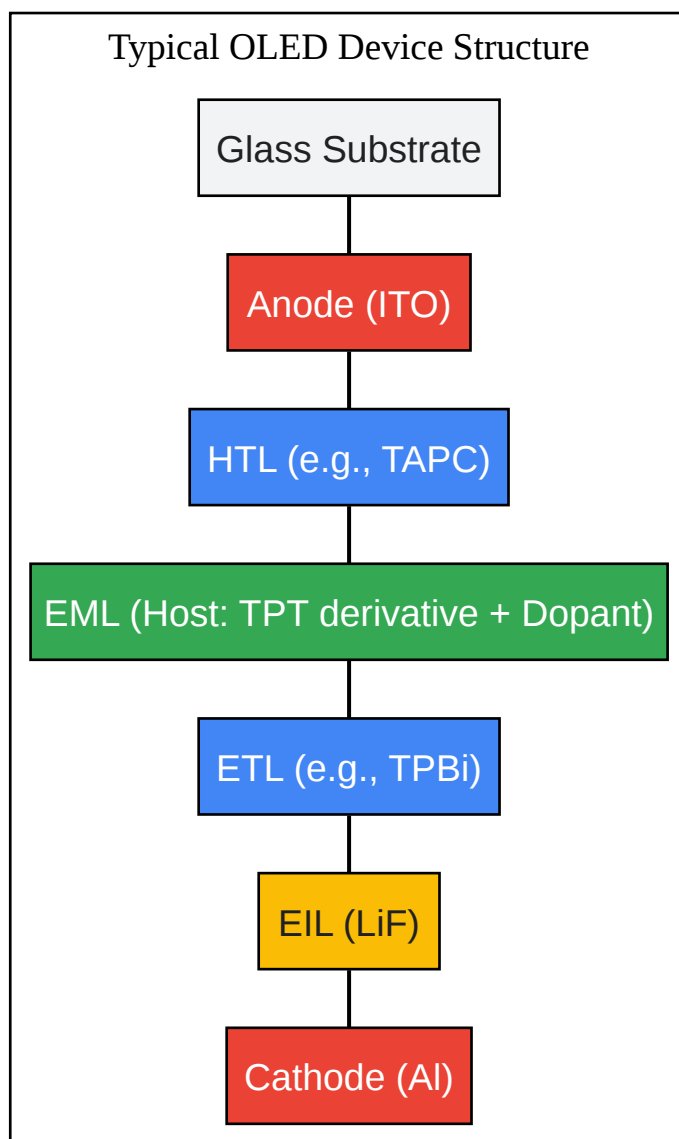 Typical OLED Device Structure
Glass Substrate
Anode (ITO)
HTL (e.g., TAPC)
EML (Host: TPT derivative + Dopant)
ETL (e.g., TPBi)
EIL (LiF)
Cathode (Al)